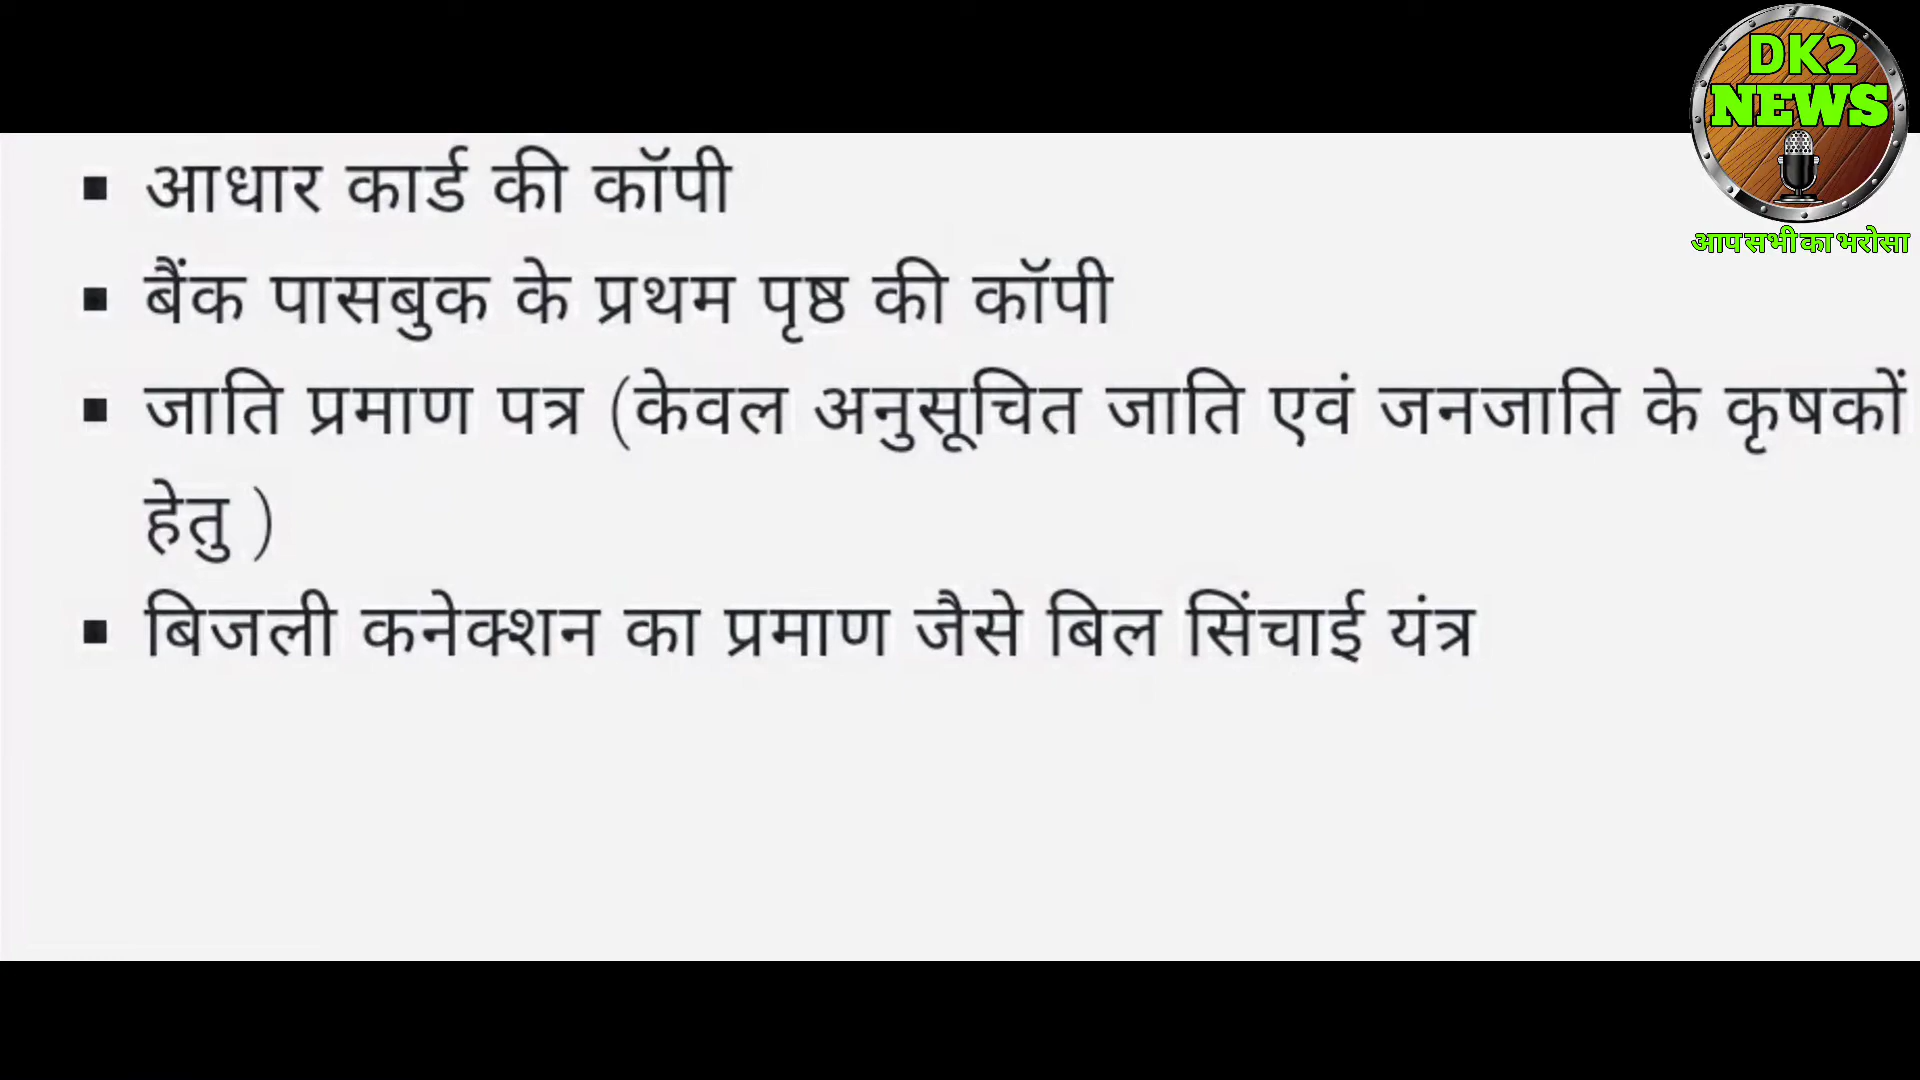 DK2
NEWS
आप सभी का भरोसा
▪ आधार कार्ड की कॉपी
▪ बैंक पासबुक के प्रथम पृष्ठ की कॉपी
▪ जाति प्रमाण पत्र (केवल अनुसूचित जाति एवं जनजाति के कृषकों
हेतु )
▪ बिजली कनेक्शन का प्रमाण जैसे बिल सिंचाई यंत्र